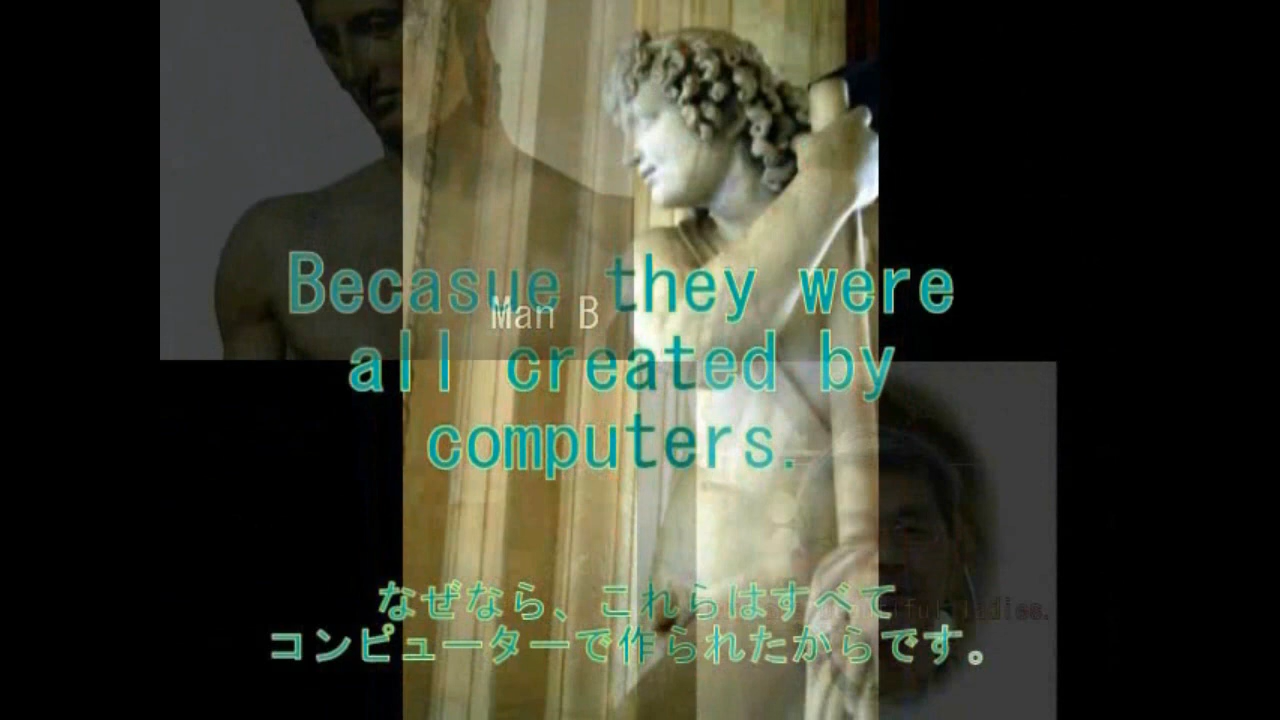 Becasue they were
Man B
all created by
computers.
なぜなら、これらはすべて
ladies.
コンピューターで作られたからです。